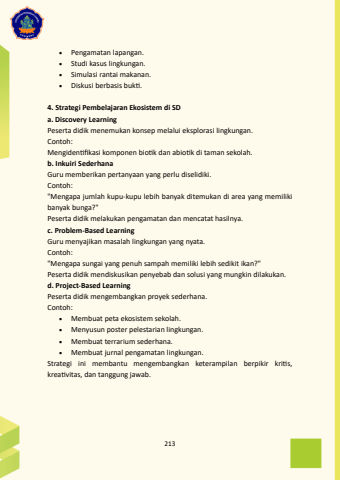 • Pengamatan lapangan.
• Studi kasus lingkungan.
• Simulasi rantai makanan.
• Diskusi berbasis bukti.
4. Strategi Pembelajaran Ekosistem di SD
a. Discovery Learning
Peserta didik menemukan konsep melalui eksplorasi lingkungan.
Contoh:
Mengidentifikasi komponen biotik dan abiotik di taman sekolah.
b. Inkuiri Sederhana
Guru memberikan pertanyaan yang perlu diselidiki.
Contoh:
"Mengapa jumlah kupu-kupu lebih banyak ditemukan di area yang memiliki
banyak bunga?"
Peserta didik melakukan pengamatan dan mencatat hasilnya.
c. Problem-Based Learning
Guru menyajikan masalah lingkungan yang nyata.
Contoh:
"Mengapa sungai yang penuh sampah memiliki lebih sedikit ikan?"
Peserta didik mendiskusikan penyebab dan solusi yang mungkin dilakukan.
d. Project-Based Learning
Peserta didik mengembangkan proyek sederhana.
Contoh:
• Membuat peta ekosistem sekolah.
• Menyusun poster pelestarian lingkungan.
• Membuat terrarium sederhana.
• Membuat jurnal pengamatan lingkungan.
Strategi ini membantu mengembangkan keterampilan berpikir kritis,
kreativitas, dan tanggung jawab.
213